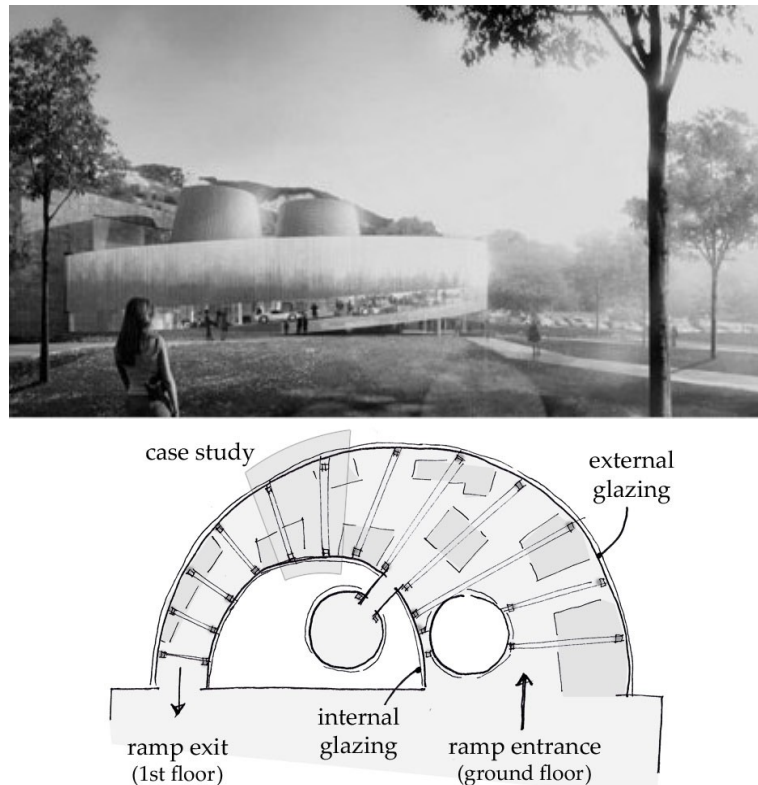 case study
external
glazing
internal
glazing
ramp exit
(1st floor)
ramp entrance
(ground floor)